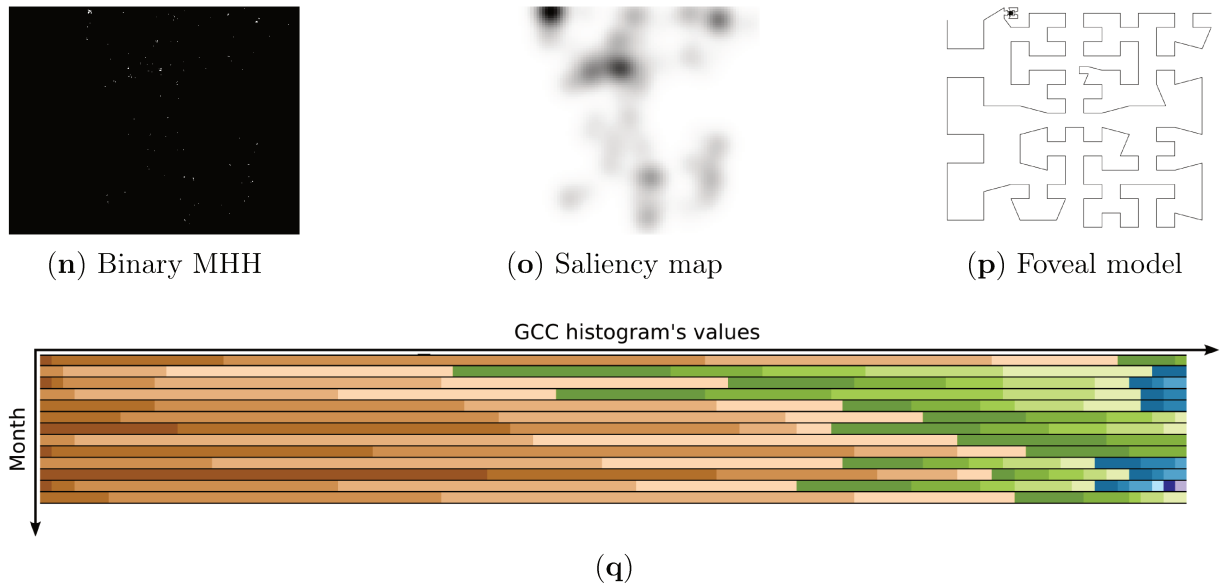 (n) Binary MHH
(o) Saliency map
(p) Foveal model
GCC histogram's values
Month
(q)